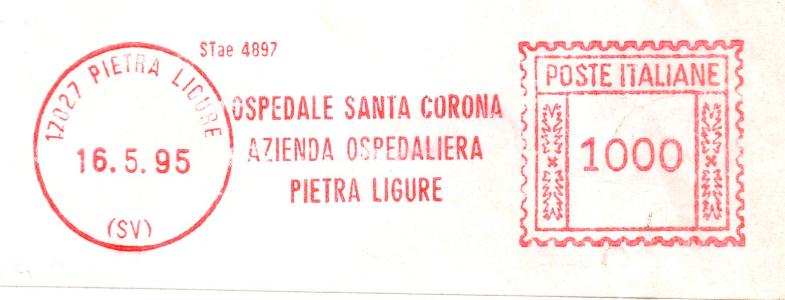 STae 4897
17027 PIETRA LIGURE
16.5.95
(SV)
OSPEDALE SANTA CORONA
AZIENDA OSPEDALIERA
PIETRA LIGURE
POSTE ITALIANE
1000